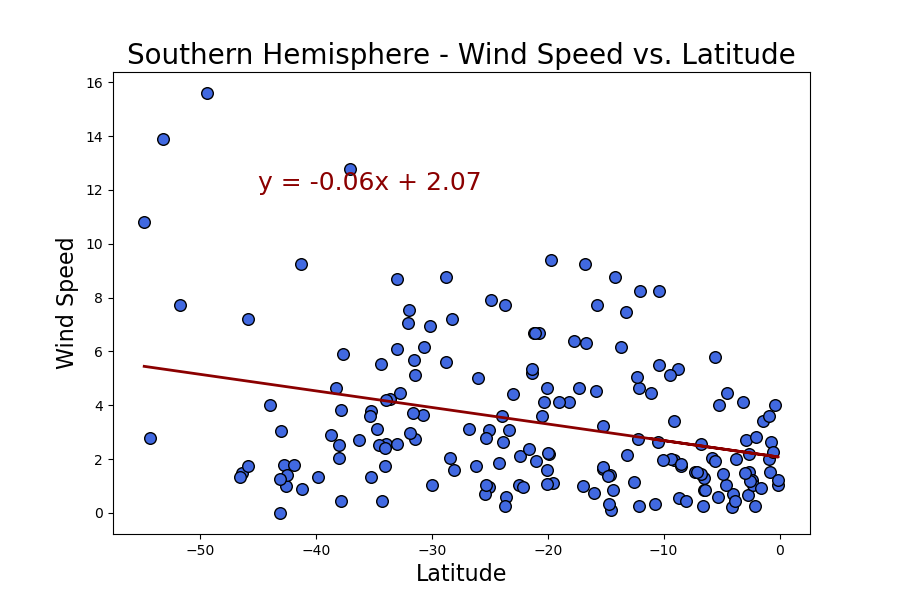 Southern Hemisphere - Wind Speed vs. Latitude
16
14
y = -0.06x + 2.07
12
10
8
6
4
2
0
Wind Speed
−50 −40 −30 −20 −10 0
Latitude